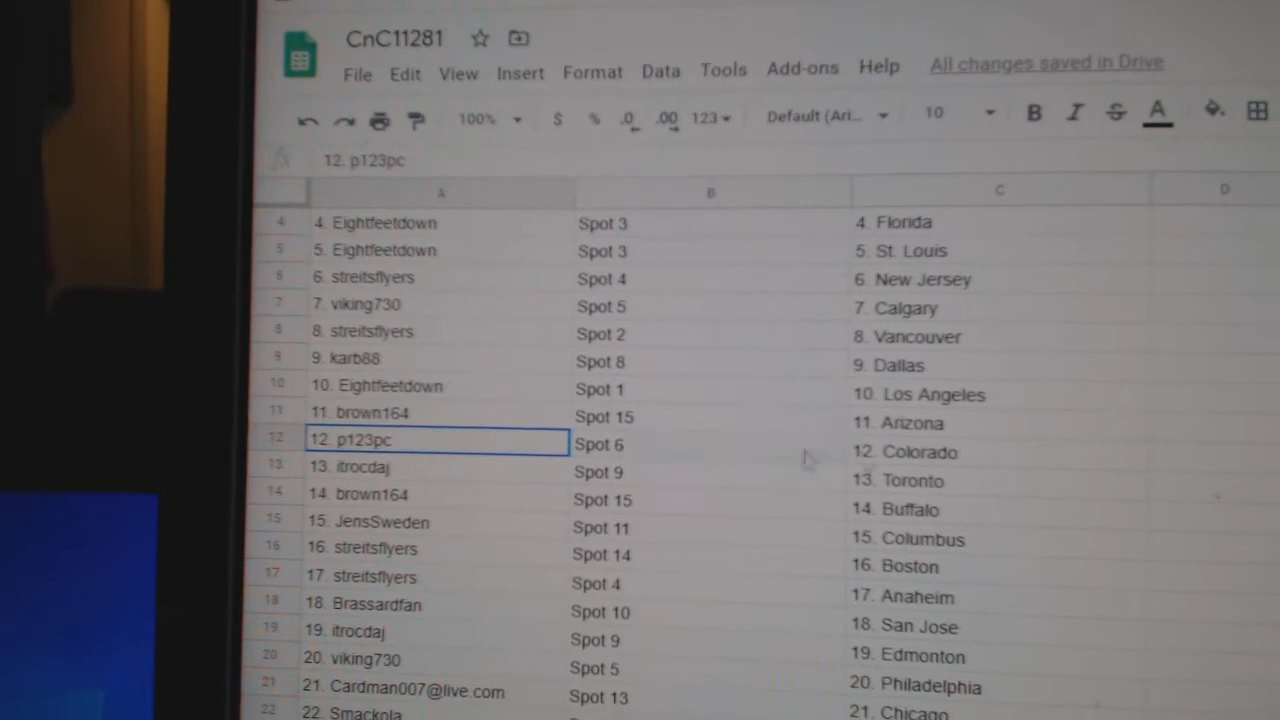 CnC11281
File Edit View Insert Format Data Tools Add-ons Help All changes saved in Drive
100% $ % .0 .00 123 Default (Ari... 10 B I S A
fx 12. p123pc
A B C D
4 4. Eightfeetdown Spot 3 4. Florida
5 5. Eightfeetdown Spot 3 5. St. Louis
6 6. streitsflyers Spot 4 6. New Jersey
7 7. viking730 Spot 5 7. Calgary
8 8. streitsflyers Spot 2 8. Vancouver
9 9. karb88 Spot 8 9. Dallas
10 10. Eightfeetdown Spot 1 10. Los Angeles
11 11. brown164 Spot 15 11. Arizona
12 12. p123pc Spot 6 12. Colorado
13 13. itrocdaj Spot 9 13. Toronto
14 14. brown164 Spot 15 14. Buffalo
15 15. JensSweden Spot 11 15. Columbus
16 16. streitsflyers Spot 14 16. Boston
17 17. streitsflyers Spot 4 17. Anaheim
18 18. Brassardfan Spot 10 18. San Jose
19 19. itrocdaj Spot 9 19. Edmonton
20 20. viking730 Spot 5 20. Philadelphia
21 21. Cardman007@live.com Spot 13 21. Chicago
22 22. Smackola